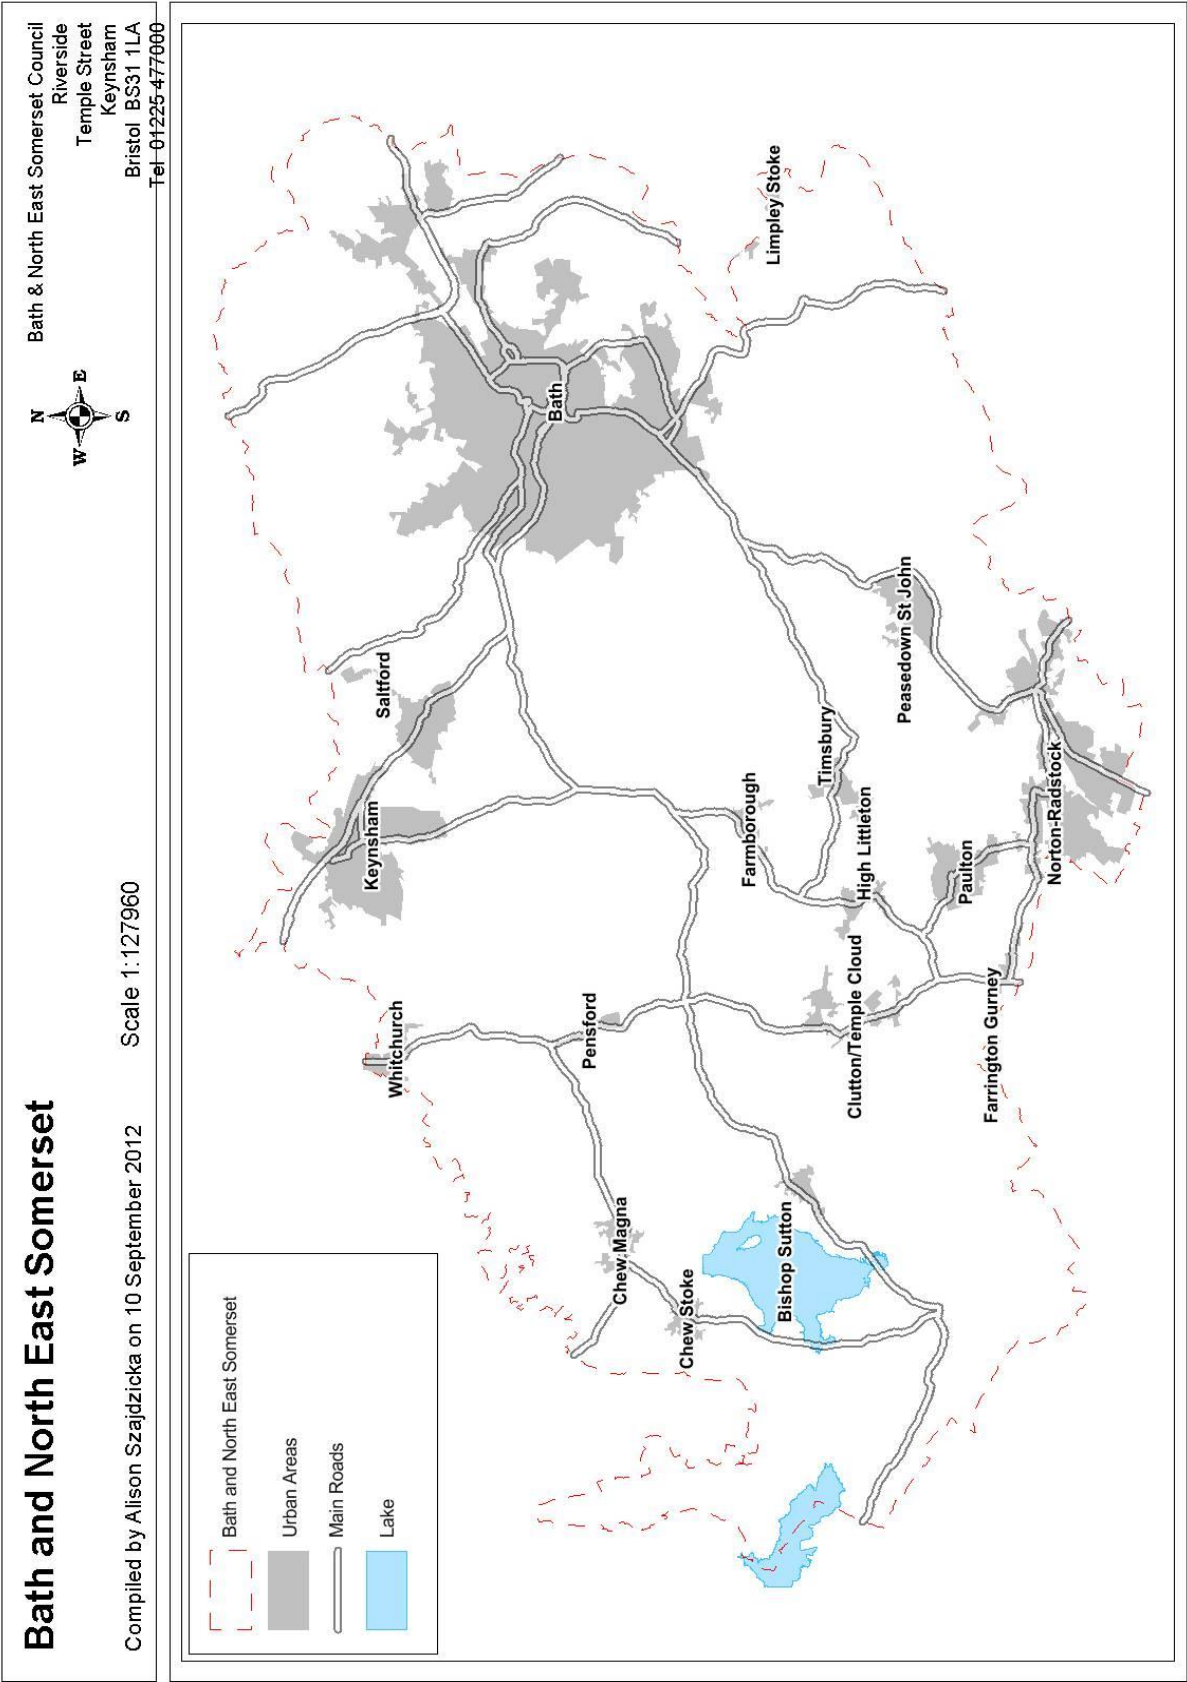 Bath and North East Somerset
Compiled by Alison Szajdzicka on 10 September 2012
Scale 1:127960
N
W
E
S
Bath & North East Somerset Council
Riverside
Temple Street
Keynsham
Bristol BS31 1LA
Tel 01225 477000
Bath and North East Somerset
Urban Areas
Main Roads
Lake
Saltford
Keynsham
Whitchurch
Bath
Limpley Stoke
Pensford
Chew Magna
Chew Stoke
Farmborough
Bishop Sutton
Timsbury
High Littleton
Clutton/Temple Cloud
Peasedown St John
Paulton
Farrington Gurney
Norton-Radstock